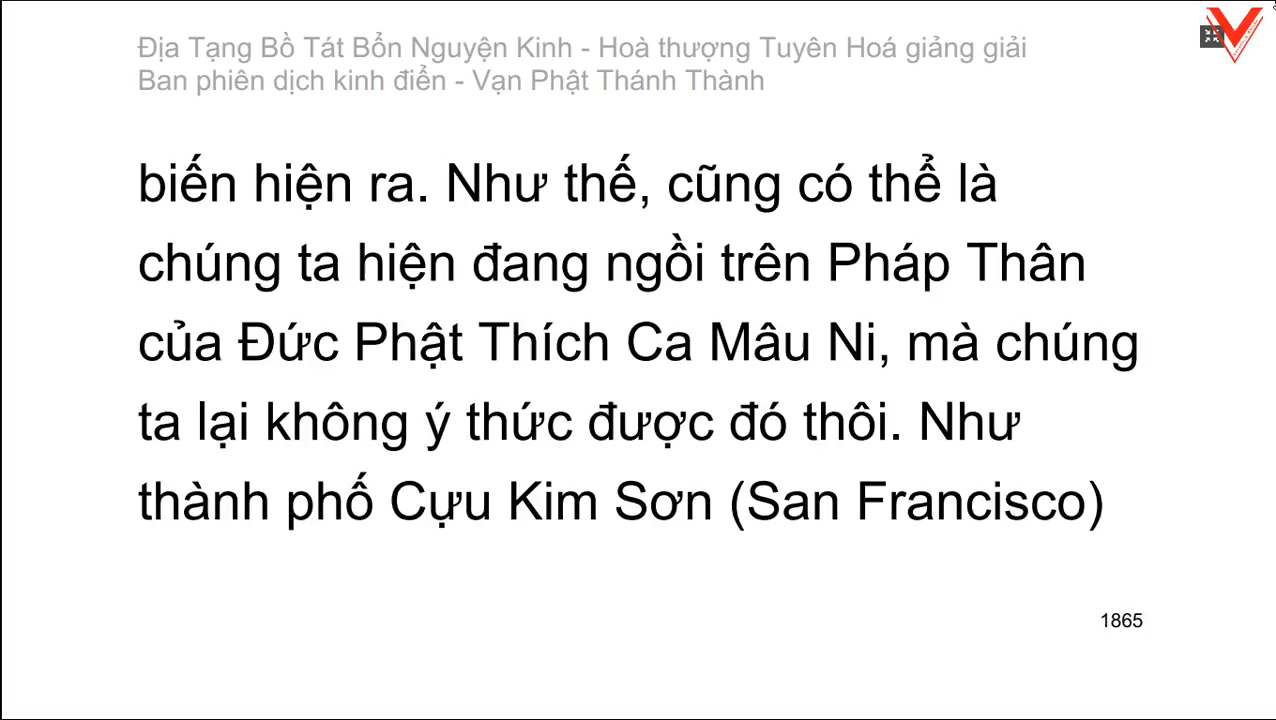 Địa Tạng Bồ Tát Bổn Nguyện Kinh - Hoà thượng Tuyên Hoá giảng giải
Ban phiên dịch kinh điển - Vạn Phật Thánh Thành
biến hiện ra. Như thế, cũng có thể là
chúng ta hiện đang ngồi trên Pháp Thân
của Đức Phật Thích Ca Mâu Ni, mà chúng
ta lại không ý thức được đó thôi. Như
thành phố Cựu Kim Sơn (San Francisco)
1865